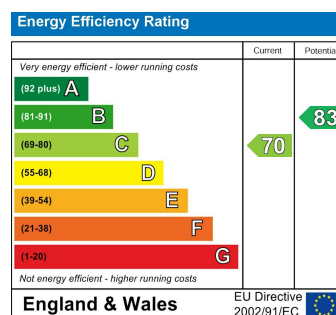 Energy Efficiency Rating
Current Potentia
Very energy efficient - lower running costs
(92 plus) A
(81-91) B
83
(69-80) C
70
(55-68) D
(39-54) E
(21-38) F
(1-20) G
Not energy efficient - higher running costs
England & Wales
EU Directive
2002/91/EC